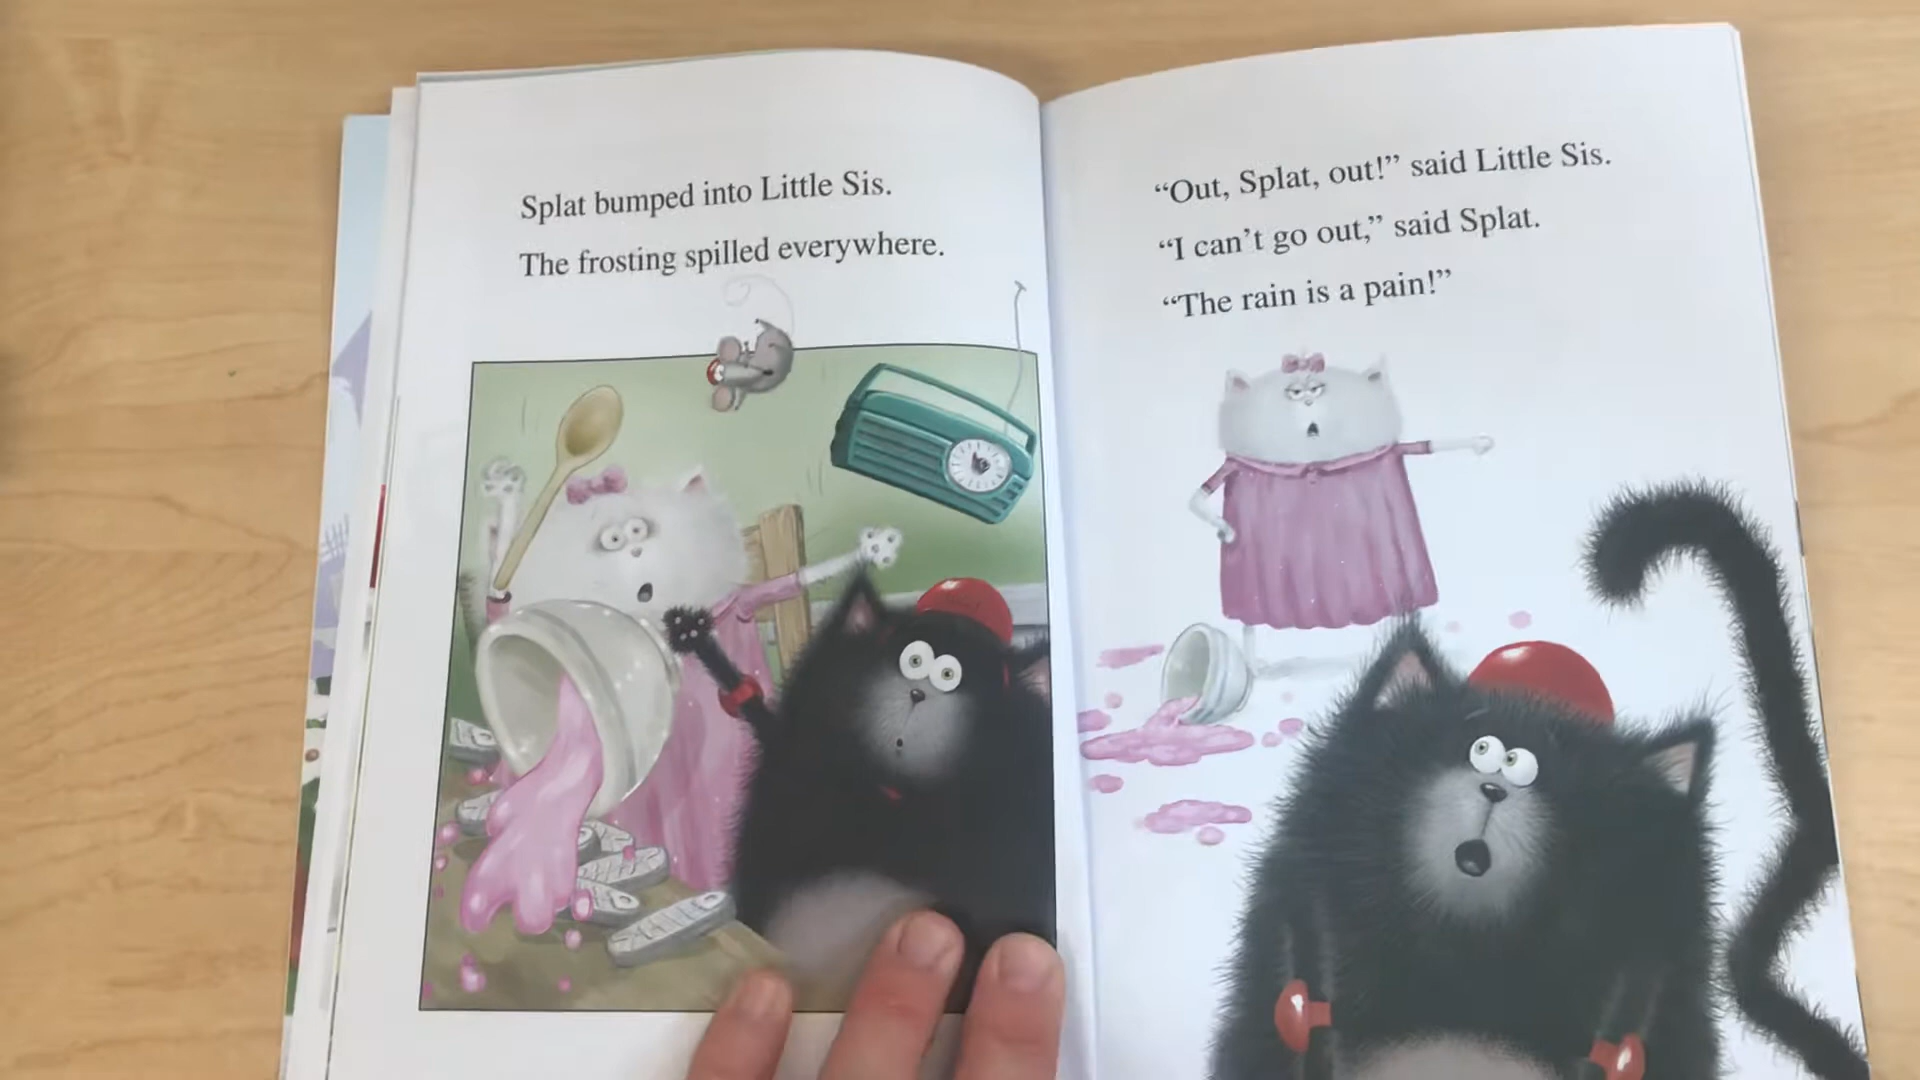 Splat bumped into Little Sis.
The frosting spilled everywhere.
“Out, Splat, out!” said Little Sis.
“I can’t go out,” said Splat.
“The rain is a pain!”